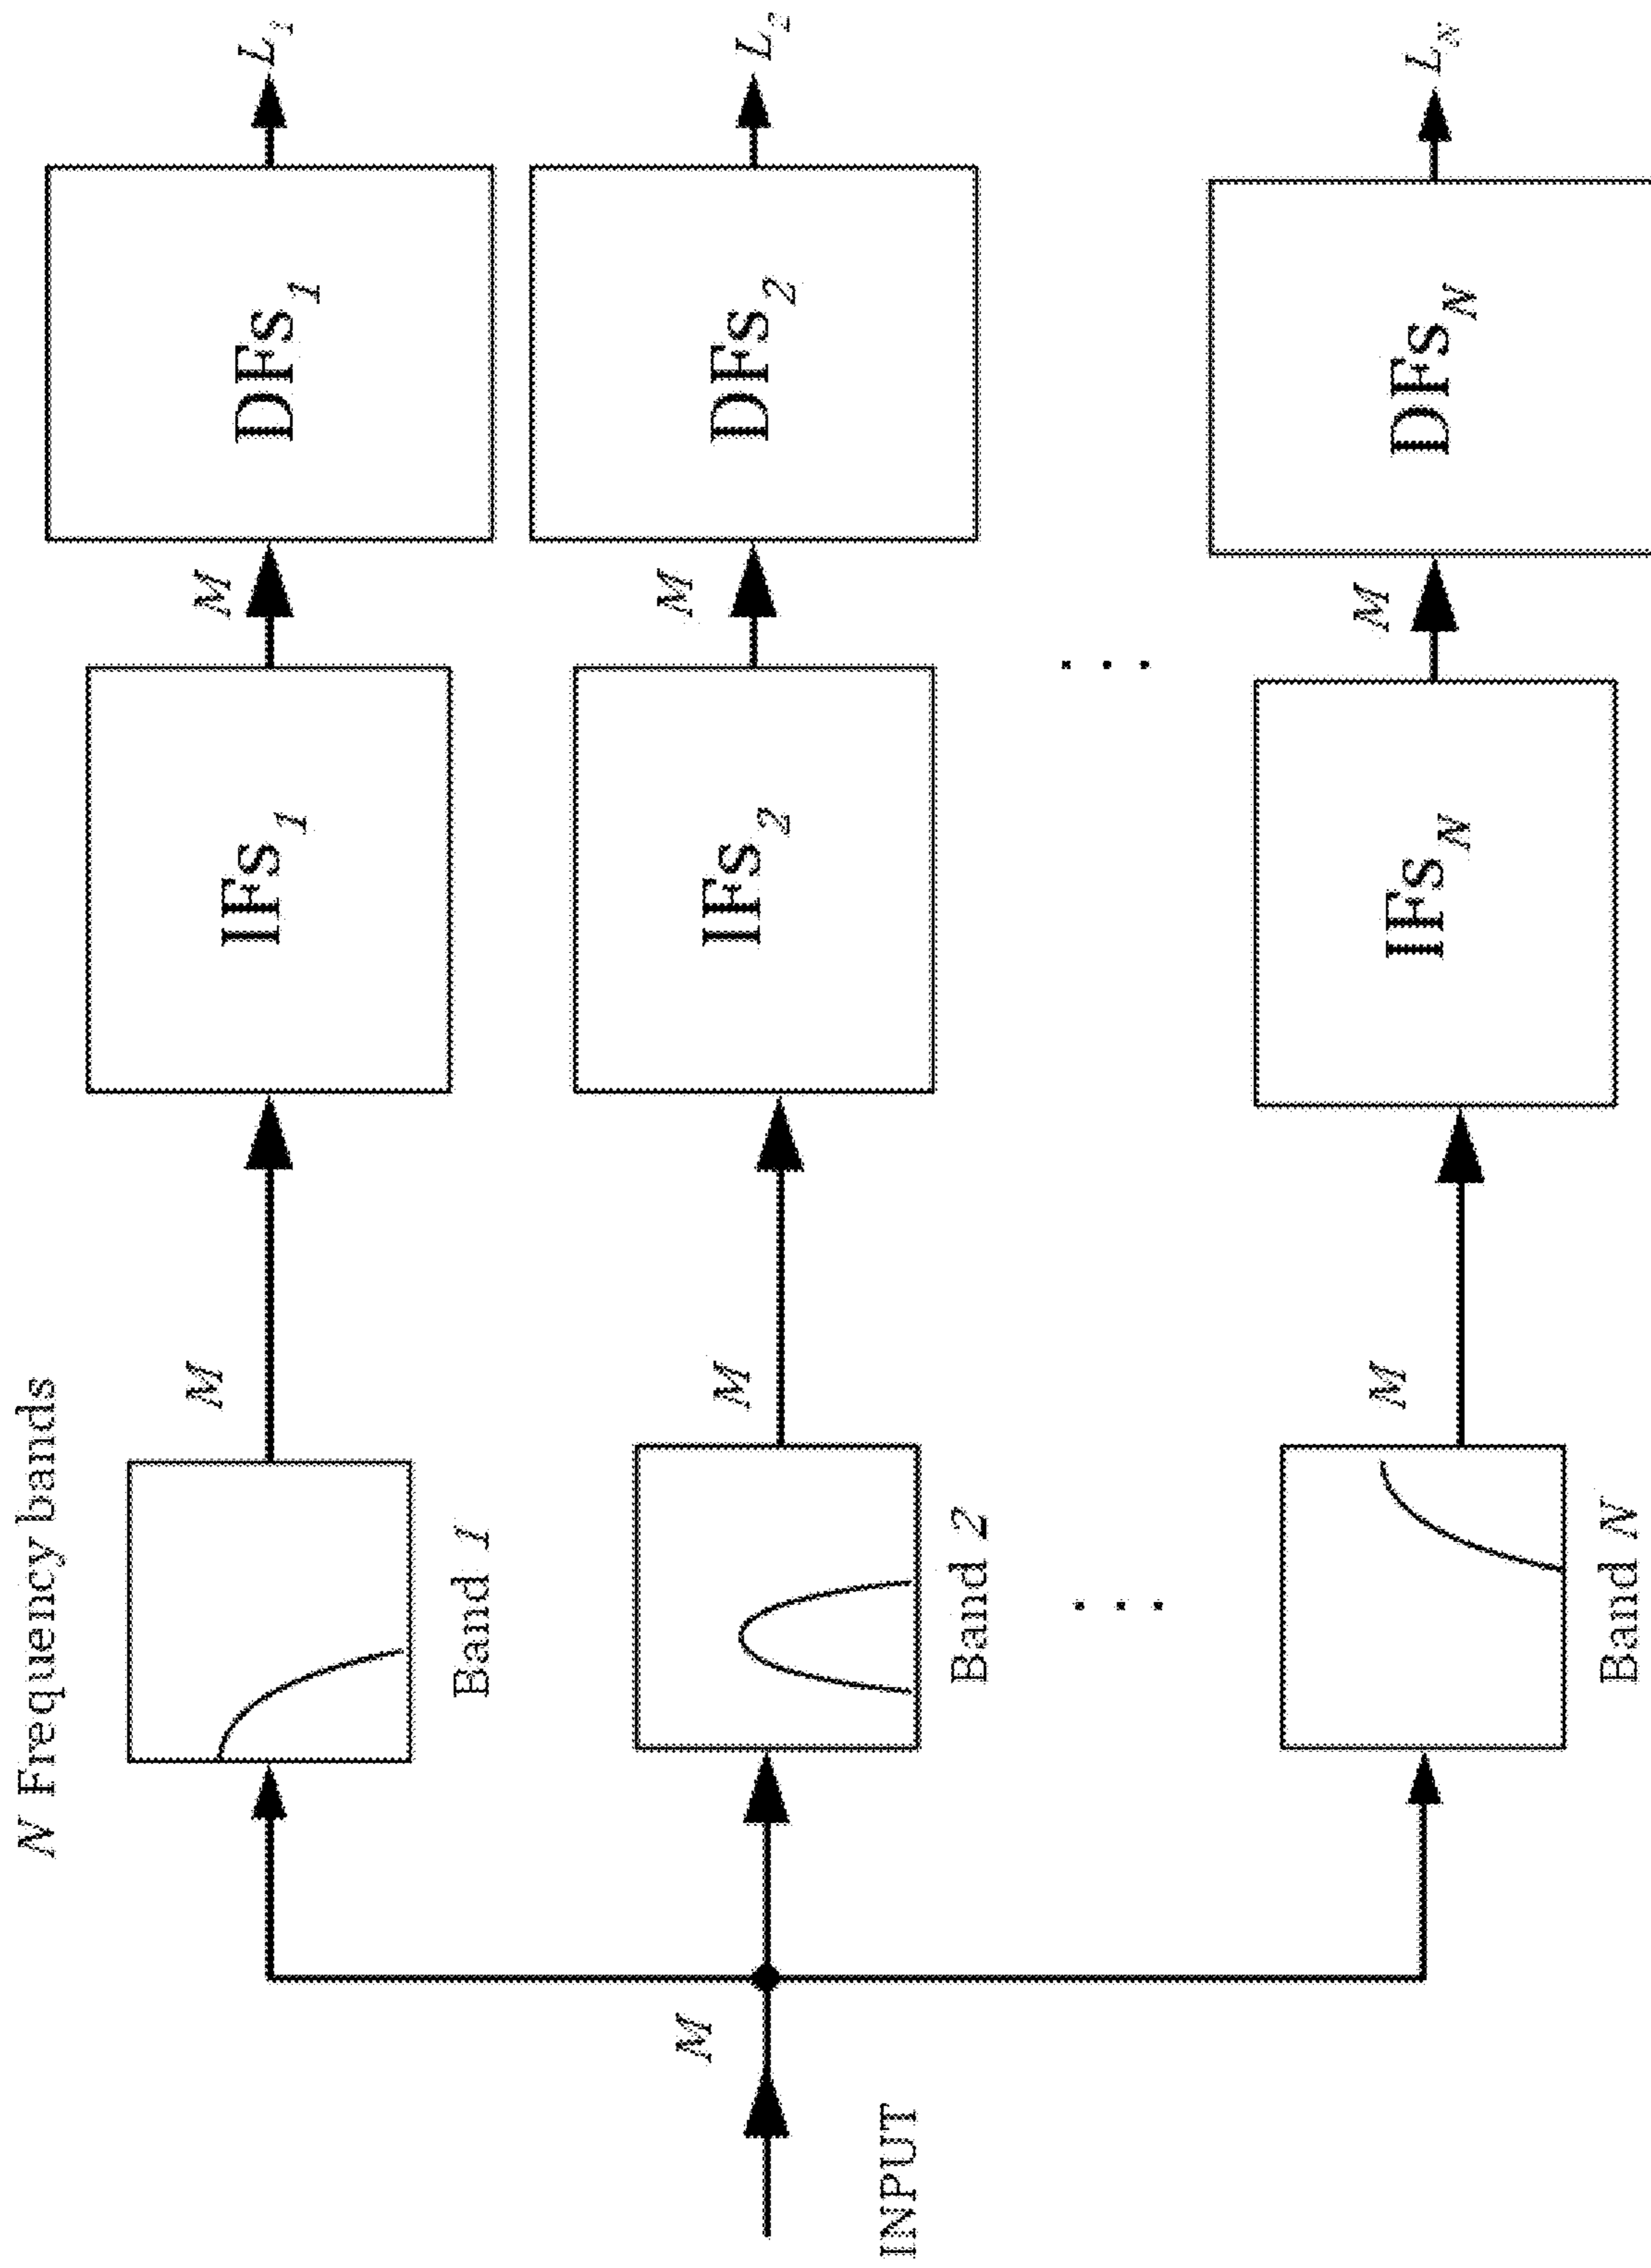 N Frequency bands
INPUT
M
Band 1
M
IFs1
M
DFs1
L1
Band 2
M
IFs2
M
DFs2
L2
. . .
. . .
Band N
M
IFsN
M
DFsN
LN